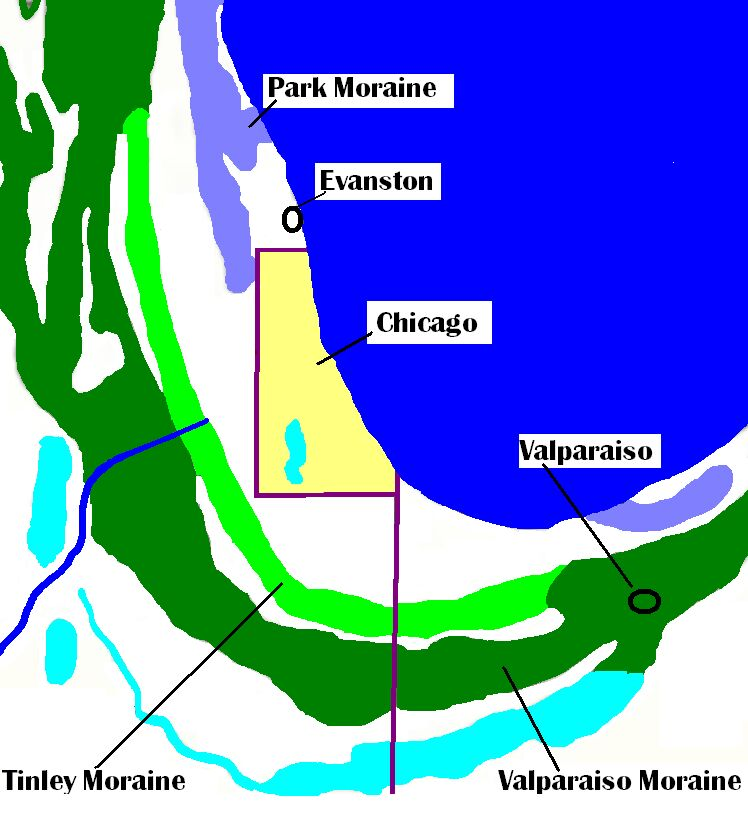 Park Moraine
Evanston
Chicago
Valparaiso
Tinley Moraine
Valparaiso Moraine